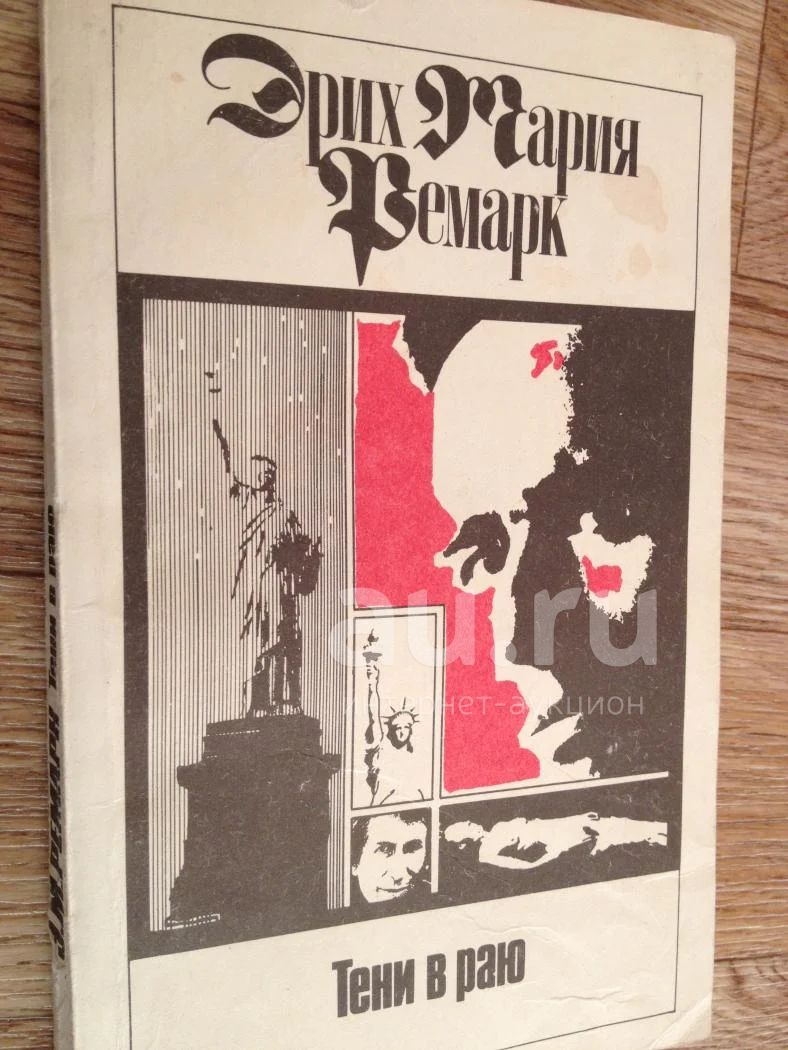 Эрих Мария
Ремарк
au.ru
интернет-аукцион
Тени в раю
Э.М. РЕМАРК Тени в раю